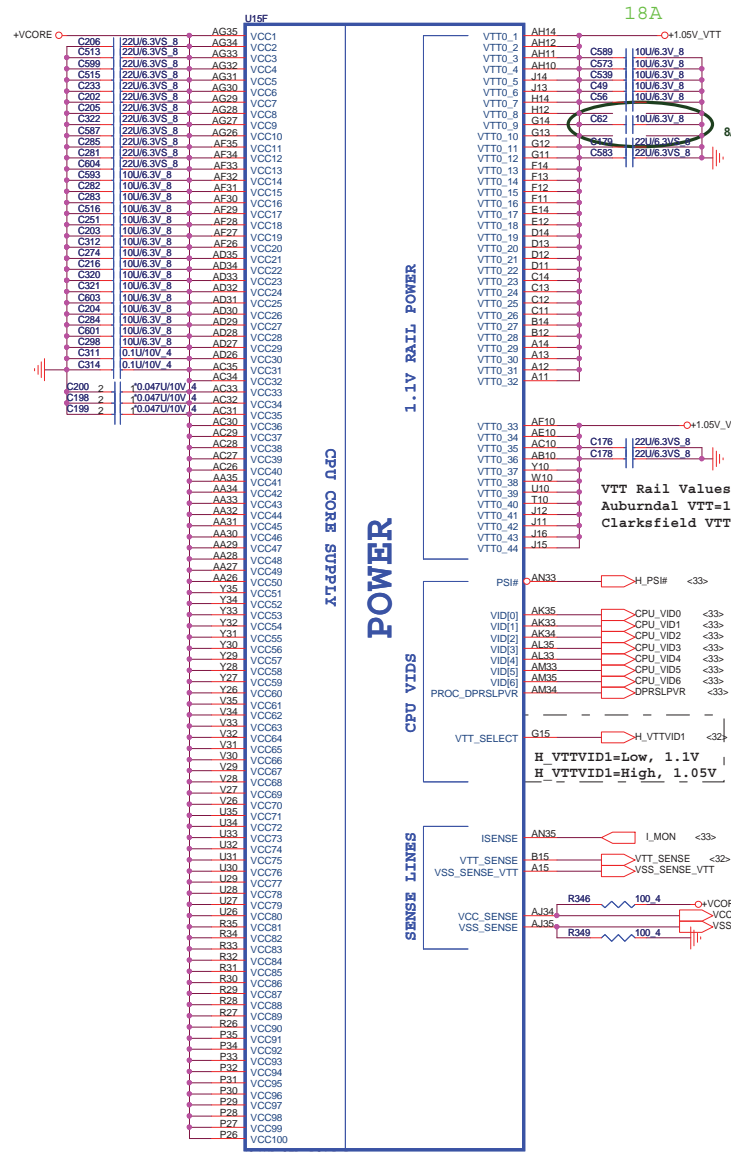 18A
U15F
+VCORE
+1.05V_VTT
C206 22U/6.3VS_8
C513 22U/6.3VS_8
C599 22U/6.3VS_8
C515 22U/6.3VS_8
C233 22U/6.3VS_8
C202 22U/6.3VS_8
C205 22U/6.3VS_8
C322 22U/6.3VS_8
C587 22U/6.3VS_8
C285 22U/6.3VS_8
C281 22U/6.3VS_8
C604 22U/6.3VS_8
C593 10U/6.3V_8
C282 10U/6.3V_8
C283 10U/6.3V_8
C516 10U/6.3V_8
C251 10U/6.3V_8
C203 10U/6.3V_8
C312 10U/6.3V_8
C274 10U/6.3V_8
C216 10U/6.3V_8
C320 10U/6.3V_8
C321 10U/6.3V_8
C603 10U/6.3V_8
C204 10U/6.3V_8
C284 10U/6.3V_8
C601 10U/6.3V_8
C298 10U/6.3V_8
C311 0.1U/10V_4
C314 0.1U/10V_4
C200 2 1 *0.047U/10V_4
C198 2 1 *0.047U/10V_4
C199 2 1 *0.047U/10V_4
AG35 VCC1
AG34 VCC2
AG33 VCC3
AG32 VCC4
AG31 VCC5
AG30 VCC6
AG29 VCC7
AG28 VCC8
AG27 VCC9
AG26 VCC10
AF35 VCC11
AF34 VCC12
AF33 VCC13
AF32 VCC14
AF31 VCC15
AF30 VCC16
AF29 VCC17
AF28 VCC18
AF27 VCC19
AF26 VCC20
AD35 VCC21
AD34 VCC22
AD33 VCC23
AD32 VCC24
AD31 VCC25
AD30 VCC26
AD29 VCC27
AD28 VCC28
AD27 VCC29
AD26 VCC30
AC35 VCC31
AC34 VCC32
AC33 VCC33
AC32 VCC34
AC31 VCC35
AC30 VCC36
AC29 VCC37
AC28 VCC38
AC27 VCC39
AC26 VCC40
AA35 VCC41
AA34 VCC42
AA33 VCC43
AA32 VCC44
AA31 VCC45
AA30 VCC46
AA29 VCC47
AA28 VCC48
AA27 VCC49
AA26 VCC50
Y35 VCC51
Y34 VCC52
Y33 VCC53
Y32 VCC54
Y31 VCC55
Y30 VCC56
Y29 VCC57
Y28 VCC58
Y27 VCC59
Y26 VCC60
V35 VCC61
V34 VCC62
V33 VCC63
V32 VCC64
V31 VCC65
V30 VCC66
V29 VCC67
V28 VCC68
V27 VCC69
V26 VCC70
U35 VCC71
U34 VCC72
U33 VCC73
U32 VCC74
U31 VCC75
U30 VCC76
U29 VCC77
U28 VCC78
U27 VCC79
U26 VCC80
R35 VCC81
R34 VCC82
R33 VCC83
R32 VCC84
R31 VCC85
R30 VCC86
R29 VCC87
R28 VCC88
R27 VCC89
R26 VCC90
P35 VCC91
P34 VCC92
P33 VCC93
P32 VCC94
P31 VCC95
P30 VCC96
P29 VCC97
P28 VCC98
P27 VCC99
P26 VCC100
CPU CORE SUPPLY
POWER
1.1V RAIL POWER
CPU VIDS
SENSE LINES
VTT0_1 AH14
VTT0_2 AH12
VTT0_3 AH11
VTT0_4 AH10
VTT0_5 J14
VTT0_6 J13
VTT0_7 H14
VTT0_8 H12
VTT0_9 G14
VTT0_10 G13
VTT0_11 G12
VTT0_12 G11
VTT0_13 F14
VTT0_14 F13
VTT0_15 F12
VTT0_16 F11
VTT0_17 E14
VTT0_18 E12
VTT0_19 D14
VTT0_20 D13
VTT0_21 D12
VTT0_22 D11
VTT0_23 C14
VTT0_24 C13
VTT0_25 C12
VTT0_26 C11
VTT0_27 B14
VTT0_28 B12
VTT0_29 A14
VTT0_30 A13
VTT0_31 A12
VTT0_32 A11
C589 10U/6.3V_8
C573 10U/6.3V_8
C539 10U/6.3V_8
C49 10U/6.3V_8
C56 10U/6.3V_8
C62 10U/6.3V_8
C479 22U/6.3VS_8
C583 22U/6.3VS_8
VTT0_33 AF10
VTT0_34 AE10
VTT0_35 AC10
VTT0_36 AB10
VTT0_37 Y10
VTT0_38 W10
VTT0_39 U10
VTT0_40 T10
VTT0_41 J12
VTT0_42 J11
VTT0_43 J16
VTT0_44 J15
+1.05V_V
C176 22U/6.3VS_8
C178 22U/6.3VS_8
VTT Rail Values
Auburndal VTT=1
Clarksfield VTT
PSI# AN33 H_PSI# <33>
VID[0] AK35 CPU_VID0 <33>
VID[1] AK33 CPU_VID1 <33>
VID[2] AK34 CPU_VID2 <33>
VID[3] AL35 CPU_VID3 <33>
VID[4] AL33 CPU_VID4 <33>
VID[5] AM33 CPU_VID5 <33>
VID[6] AM35 CPU_VID6 <33>
PROC_DPRSLPVR AM34 DPRSLPVR <33>
VTT_SELECT G15 H_VTTVID1 <32>
H_VTTVID1=Low, 1.1V
H_VTTVID1=High, 1.05V
ISENSE AN35 I_MON <33>
VTT_SENSE B15 VTT_SENSE <32>
VSS_SENSE_VTT A15 VSS_SENSE_VTT
R346 100_4 +VCOR
VCC_SENSE AJ34 VCC
VSS_SENSE AJ35 VSS
R349 100_4